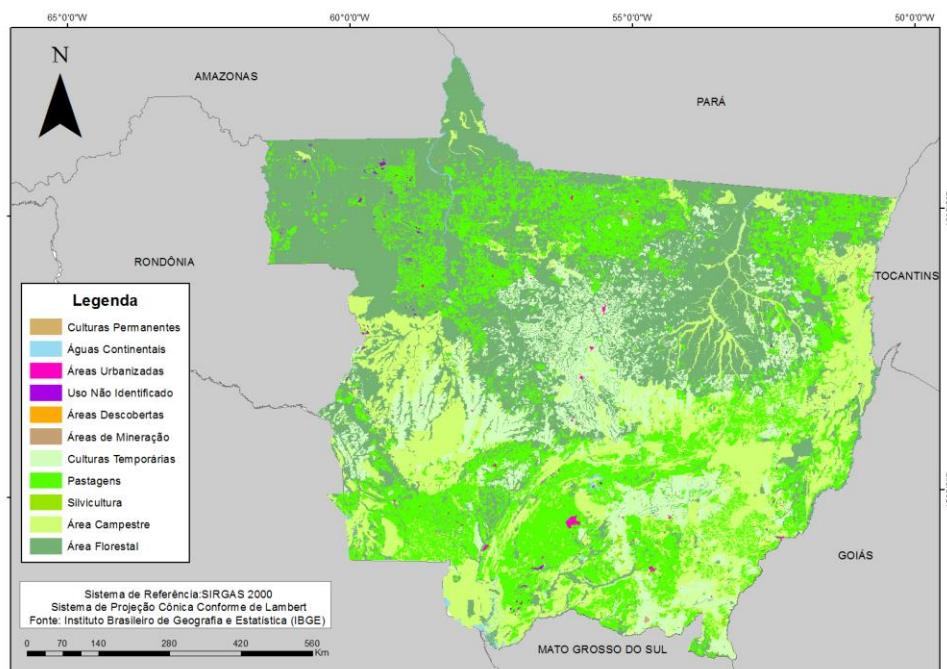 65°0'0"W
60°0'0"W
55°0'0"W
50°0'0"W
N
AMAZONAS
PARÁ
RONDÔNIA
TOCANTINS
Legenda
Culturas Permanentes
Águas Continentais
Áreas Urbanizadas
Uso Não Identificado
Áreas Descobertas
Áreas de Mineração
Culturas Temporárias
Pastagens
Silvicultura
Área Campestre
Área Florestal
GOIÁS
Sistema de Referência:SIRGAS 2000
Sistema de Projeção Cônica Conforme de Lambert
Fonte: Instituto Brasileiro de Geografia e Estatística (IBGE)
0 70 140 280 420 560
Km
MATO GROSSO DO SUL